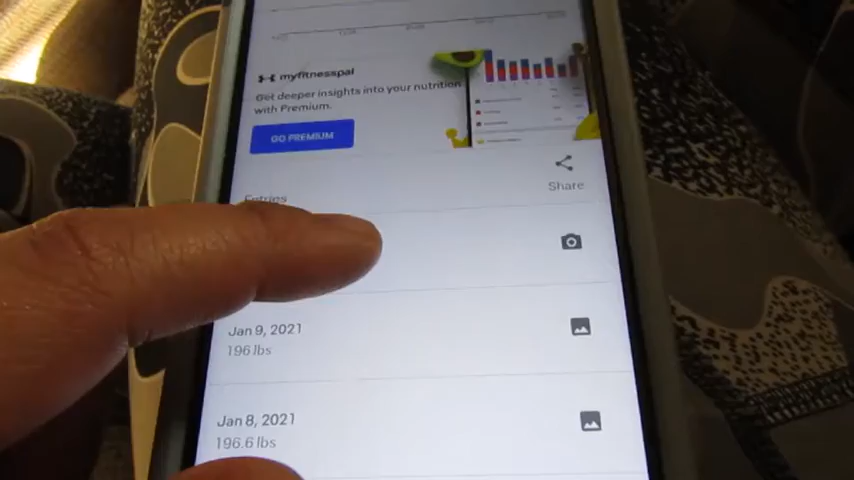 myfitnesspal
Get deeper insights into your nutrition
with Premium.
GO PREMIUM
Share
Entries
Jan 9, 2021
196 lbs
Jan 8, 2021
196.6 lbs